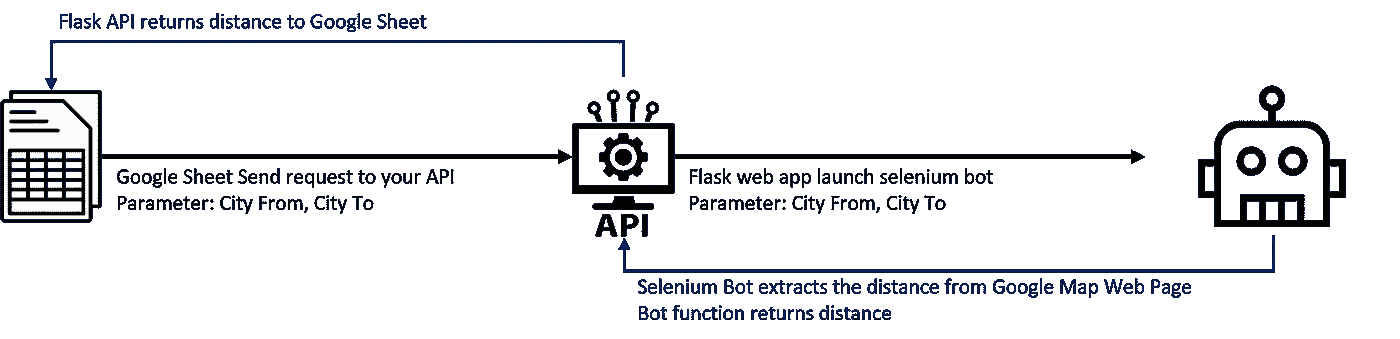 Flask API returns distance to Google Sheet
Google Sheet Send request to your API
Parameter: City From, City To
API
Flask web app launch selenium bot
Parameter: City From, City To
Selenium Bot extracts the distance from Google Map Web Page
Bot function returns distance